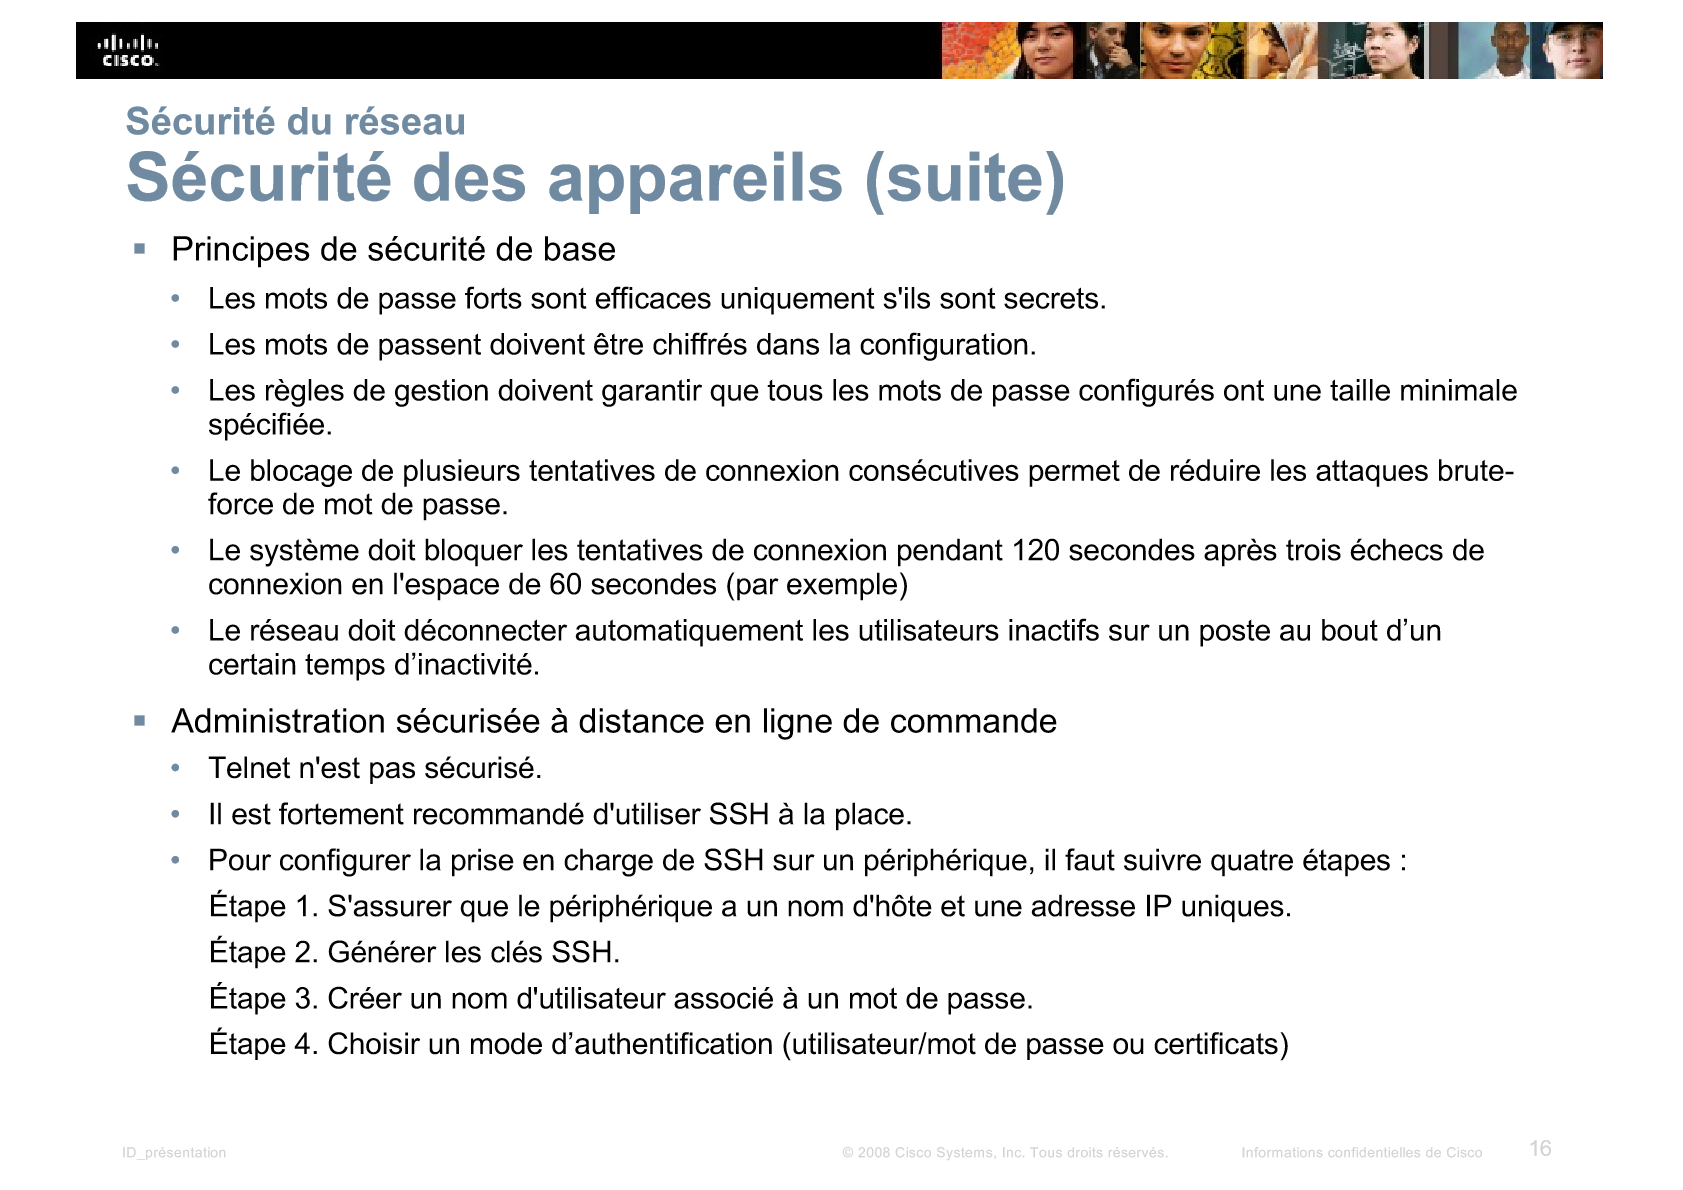 CISCO.
Sécurité du réseau
Sécurité des appareils (suite)
▪ Principes de sécurité de base
• Les mots de passe forts sont efficaces uniquement s'ils sont secrets.
• Les mots de passent doivent être chiffrés dans la configuration.
• Les règles de gestion doivent garantir que tous les mots de passe configurés ont une taille minimale
spécifiée.
• Le blocage de plusieurs tentatives de connexion consécutives permet de réduire les attaques brute-
force de mot de passe.
• Le système doit bloquer les tentatives de connexion pendant 120 secondes après trois échecs de
connexion en l'espace de 60 secondes (par exemple)
• Le réseau doit déconnecter automatiquement les utilisateurs inactifs sur un poste au bout d’un
certain temps d’inactivité.
▪ Administration sécurisée à distance en ligne de commande
• Telnet n'est pas sécurisé.
• Il est fortement recommandé d'utiliser SSH à la place.
• Pour configurer la prise en charge de SSH sur un périphérique, il faut suivre quatre étapes :
Étape 1. S'assurer que le périphérique a un nom d'hôte et une adresse IP uniques.
Étape 2. Générer les clés SSH.
Étape 3. Créer un nom d'utilisateur associé à un mot de passe.
Étape 4. Choisir un mode d’authentification (utilisateur/mot de passe ou certificats)
ID_présentation © 2008 Cisco Systems, Inc. Tous droits réservés. Informations confidentielles de Cisco 16